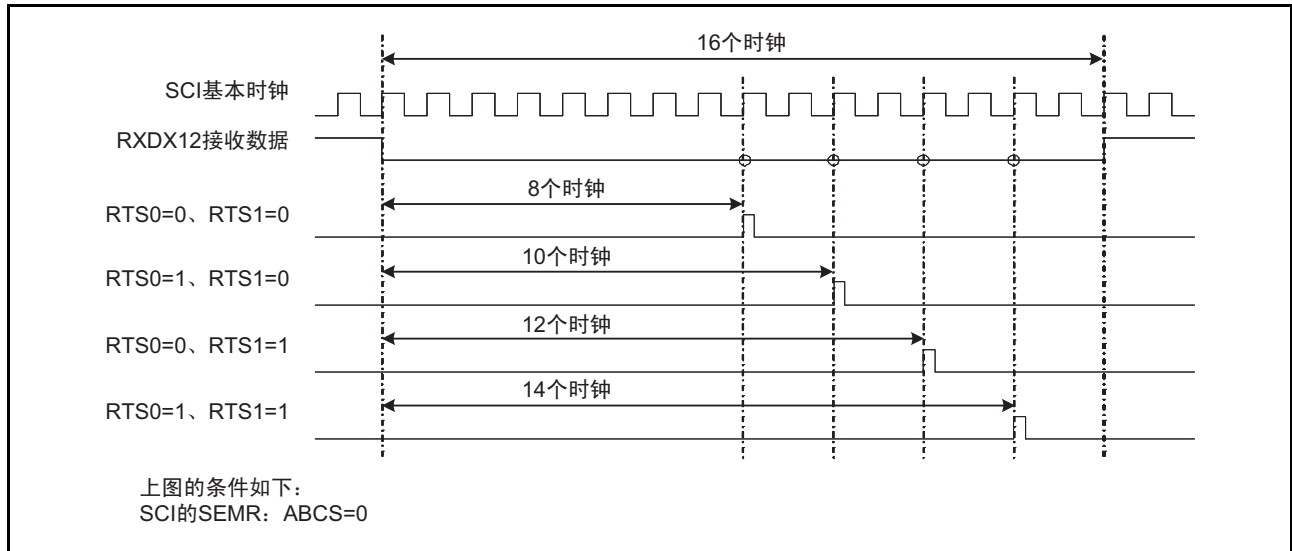 16个时钟
SCI基本时钟
RXDX12接收数据
8个时钟
RTS0=0、RTS1=0
10个时钟
RTS0=1、RTS1=0
12个时钟
RTS0=0、RTS1=1
14个时钟
RTS0=1、RTS1=1
上图的条件如下：
SCI的SEMR：ABCS=0